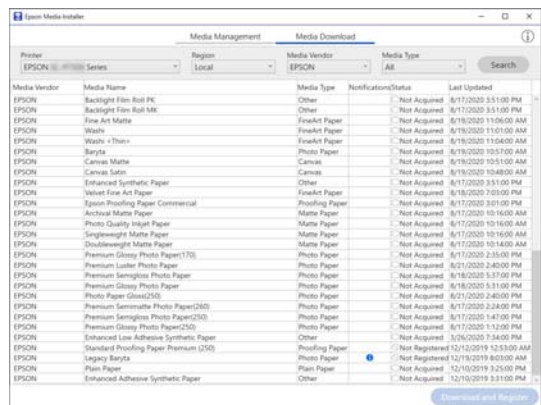 Epson Media Installer
Media Management Media Download
Printer Region Media Vendor Media Type
EPSON Series Local EPSON All Search
Media Vendor Media Name Media Type Notifications Status Last Updated
EPSON Backlight Film Roll PK Other Not Acquired 8/17/2020 3:51:00 PM
EPSON Backlight Film Roll MK Other Not Acquired 8/17/2020 3:51:00 PM
EPSON Fine Art Matte FineArt Paper Not Acquired 8/19/2020 11:06:00 AM
EPSON Washi FineArt Paper Not Acquired 8/19/2020 11:01:00 AM
EPSON Washi <Thin> FineArt Paper Not Acquired 8/19/2020 11:04:00 AM
EPSON Baryta Photo Paper Not Acquired 8/19/2020 10:57:00 AM
EPSON Canvas Matte Canvas Not Acquired 8/19/2020 10:51:00 AM
EPSON Canvas Satin Canvas Not Acquired 8/19/2020 10:48:00 AM
EPSON Enhanced Synthetic Paper Other Not Acquired 8/17/2020 3:51:00 PM
EPSON Velvet Fine Art Paper FineArt Paper Not Acquired 8/18/2020 7:03:00 PM
EPSON Epson Proofing Paper Commercial Proofing Paper Not Acquired 8/17/2020 3:01:00 PM
EPSON Archival Matte Paper Matte Paper Not Acquired 8/17/2020 10:16:00 AM
EPSON Photo Quality Inkjet Paper Matte Paper Not Acquired 8/17/2020 10:16:00 AM
EPSON Singleweight Matte Paper Matte Paper Not Acquired 8/17/2020 10:16:00 AM
EPSON Doubleweight Matte Paper Matte Paper Not Acquired 8/17/2020 10:14:00 AM
EPSON Premium Glossy Photo Paper(170) Photo Paper Not Acquired 8/17/2020 2:35:00 PM
EPSON Premium Luster Photo Paper Photo Paper Not Acquired 8/21/2020 2:40:00 PM
EPSON Premium Semigloss Photo Paper Photo Paper Not Acquired 8/18/2020 5:37:00 PM
EPSON Premium Glossy Photo Paper Photo Paper Not Acquired 8/18/2020 5:31:00 PM
EPSON Photo Paper Gloss(250) Photo Paper Not Acquired 8/21/2020 2:40:00 PM
EPSON Premium Semimatte Photo Paper(260) Photo Paper Not Acquired 8/17/2020 2:24:00 PM
EPSON Premium Semigloss Photo Paper(250) Photo Paper Not Acquired 8/17/2020 1:47:00 PM
EPSON Premium Glossy Photo Paper(250) Photo Paper Not Acquired 8/17/2020 1:12:00 PM
EPSON Enhanced Low Adhesive Synthetic Paper Other Not Acquired 3/26/2020 7:34:00 PM
EPSON Standard Proofing Paper Premium (250) Proofing Paper Not Registered 12/12/2019 12:53:00 AM
EPSON Legacy Baryta Photo Paper Not Registered 12/19/2019 8:03:00 AM
EPSON Plain Paper Plain Paper Not Acquired 12/10/2019 3:25:00 PM
EPSON Enhanced Adhesive Synthetic Paper Other Not Acquired 12/10/2019 3:31:00 PM
Download and Register